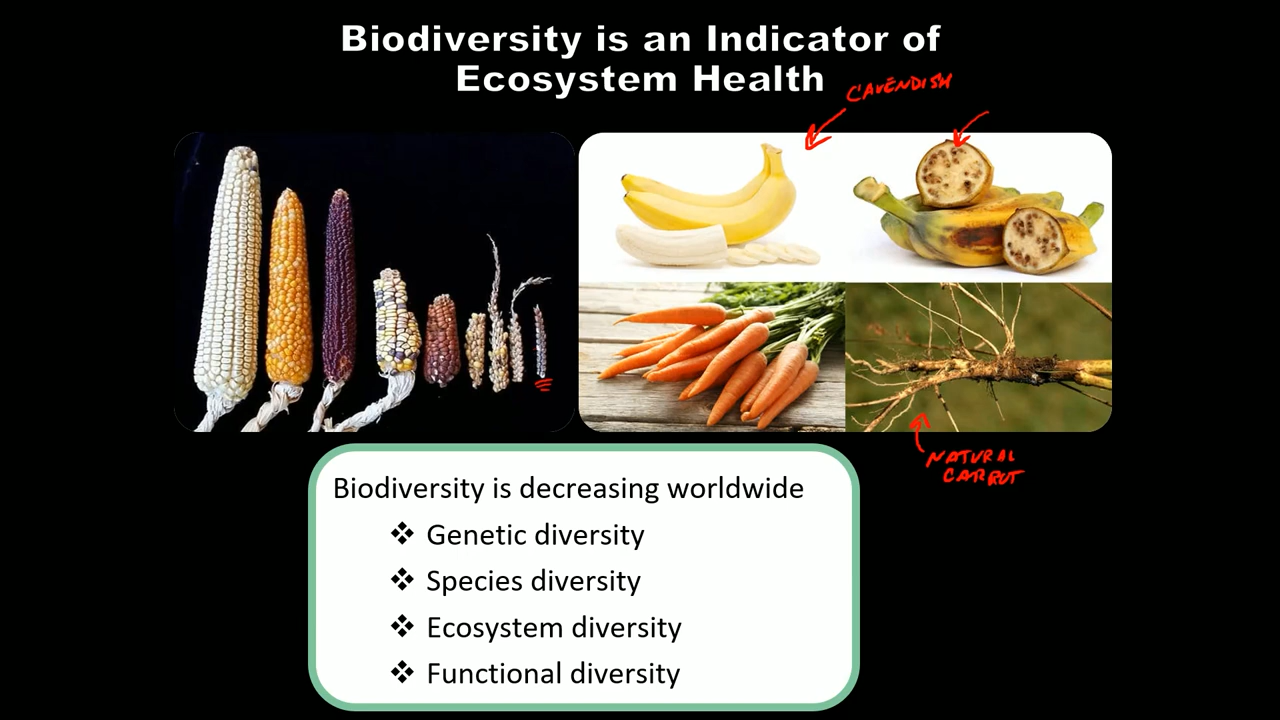 Biodiversity is an Indicator of
Ecosystem Health
CAVENDISH
NATURAL
CARROT
Biodiversity is decreasing worldwide
❖ Genetic diversity
❖ Species diversity
❖ Ecosystem diversity
❖ Functional diversity